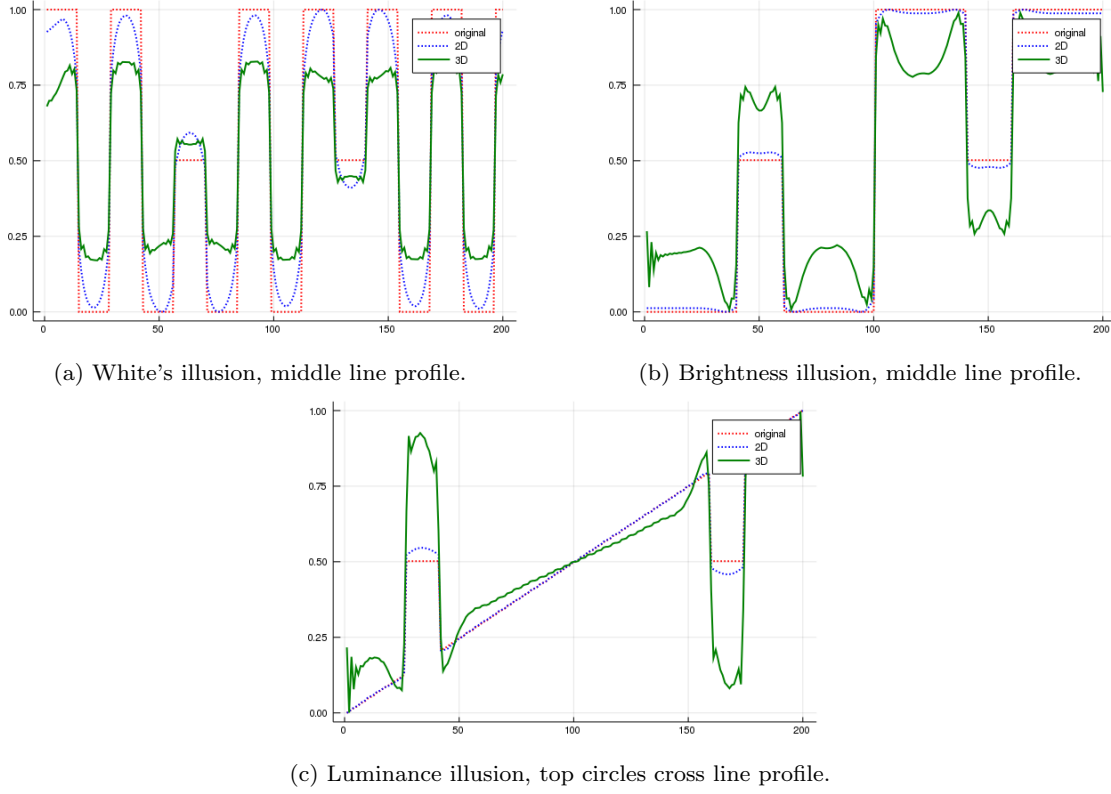 1.00
0.75
0.50
0.25
0.00
0 50 100 150 200
original
2D
3D
(a) White's illusion, middle line profile.
1.00
0.75
0.50
0.25
0.00
0 50 100 150 200
original
2D
3D
(b) Brightness illusion, middle line profile.
1.00
0.75
0.50
0.25
0.00
0 50 100 150 200
original
2D
3D
(c) Luminance illusion, top circles cross line profile.